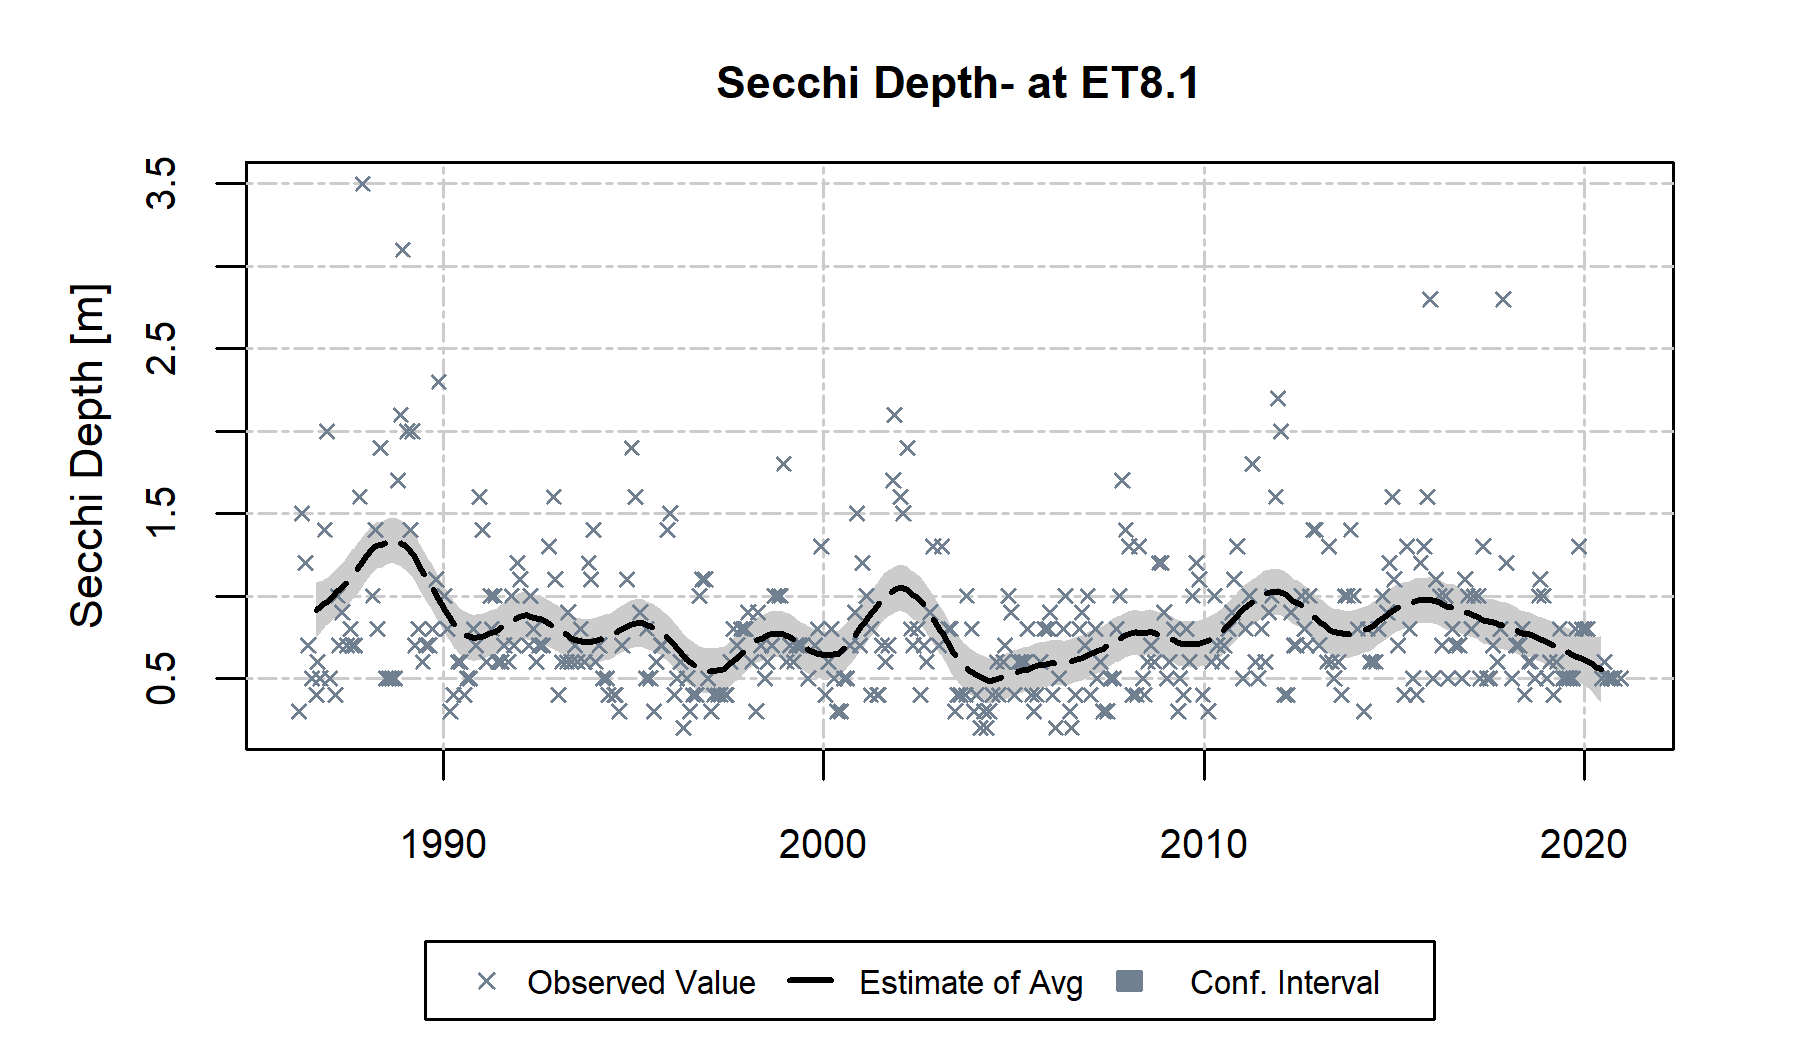 Secchi Depth- at ET8.1
Secchi Depth [m]
3.5
2.5
1.5
0.5
1990 2000 2010 2020
Observed Value Estimate of Avg Conf. Interval